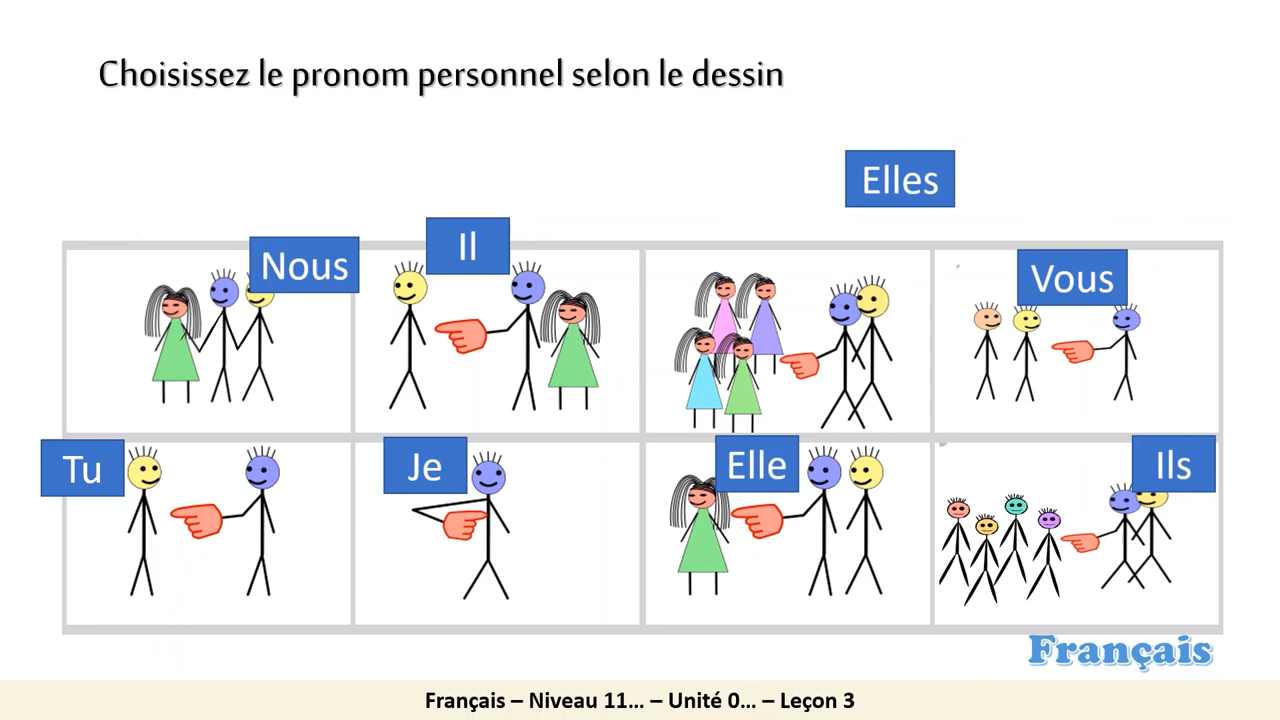 Choisissez le pronom personnel selon le dessin
Elles
Nous
Il
Vous
Tu
Je
Elle
Ils
Français
Français – Niveau 11... – Unité 0... – Leçon 3